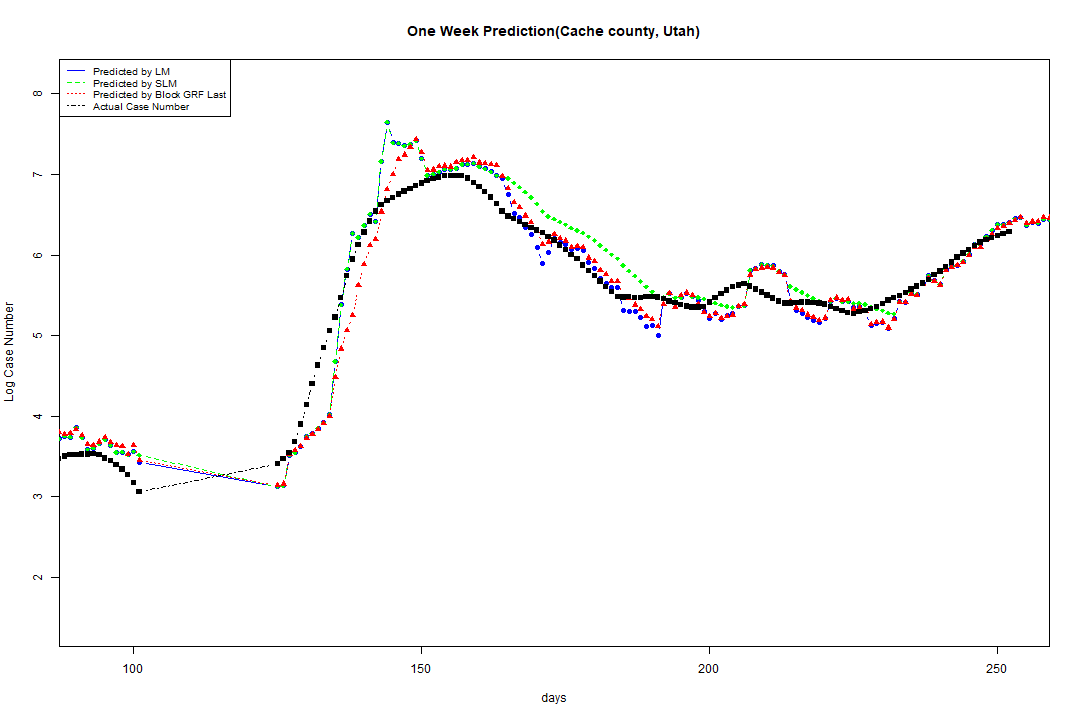 One Week Prediction(Cache county, Utah)
Predicted by LM
Predicted by SLM
Predicted by Block GRF Last
Actual Case Number
8
7
6
5
4
3
2
Log Case Number
100 150 200 250
days